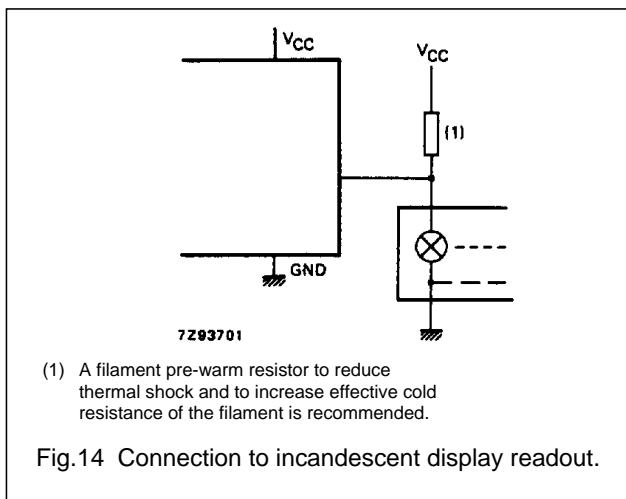 VCC
VCC
(1)
GND
7Z93701
(1) A filament pre-warm resistor to reduce
thermal shock and to increase effective cold
resistance of the filament is recommended.
Fig.14 Connection to incandescent display readout.